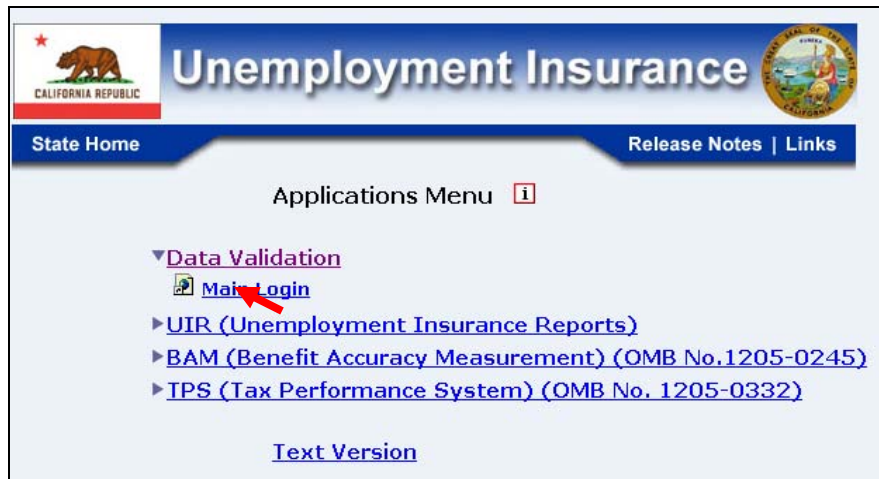 CALIFORNIA REPUBLIC
Unemployment Insurance
State Home
Release Notes | Links
Applications Menu i
Data Validation
Main Login
UIR (Unemployment Insurance Reports)
BAM (Benefit Accuracy Measurement) (OMB No.1205-0245)
TPS (Tax Performance System) (OMB No. 1205-0332)
Text Version